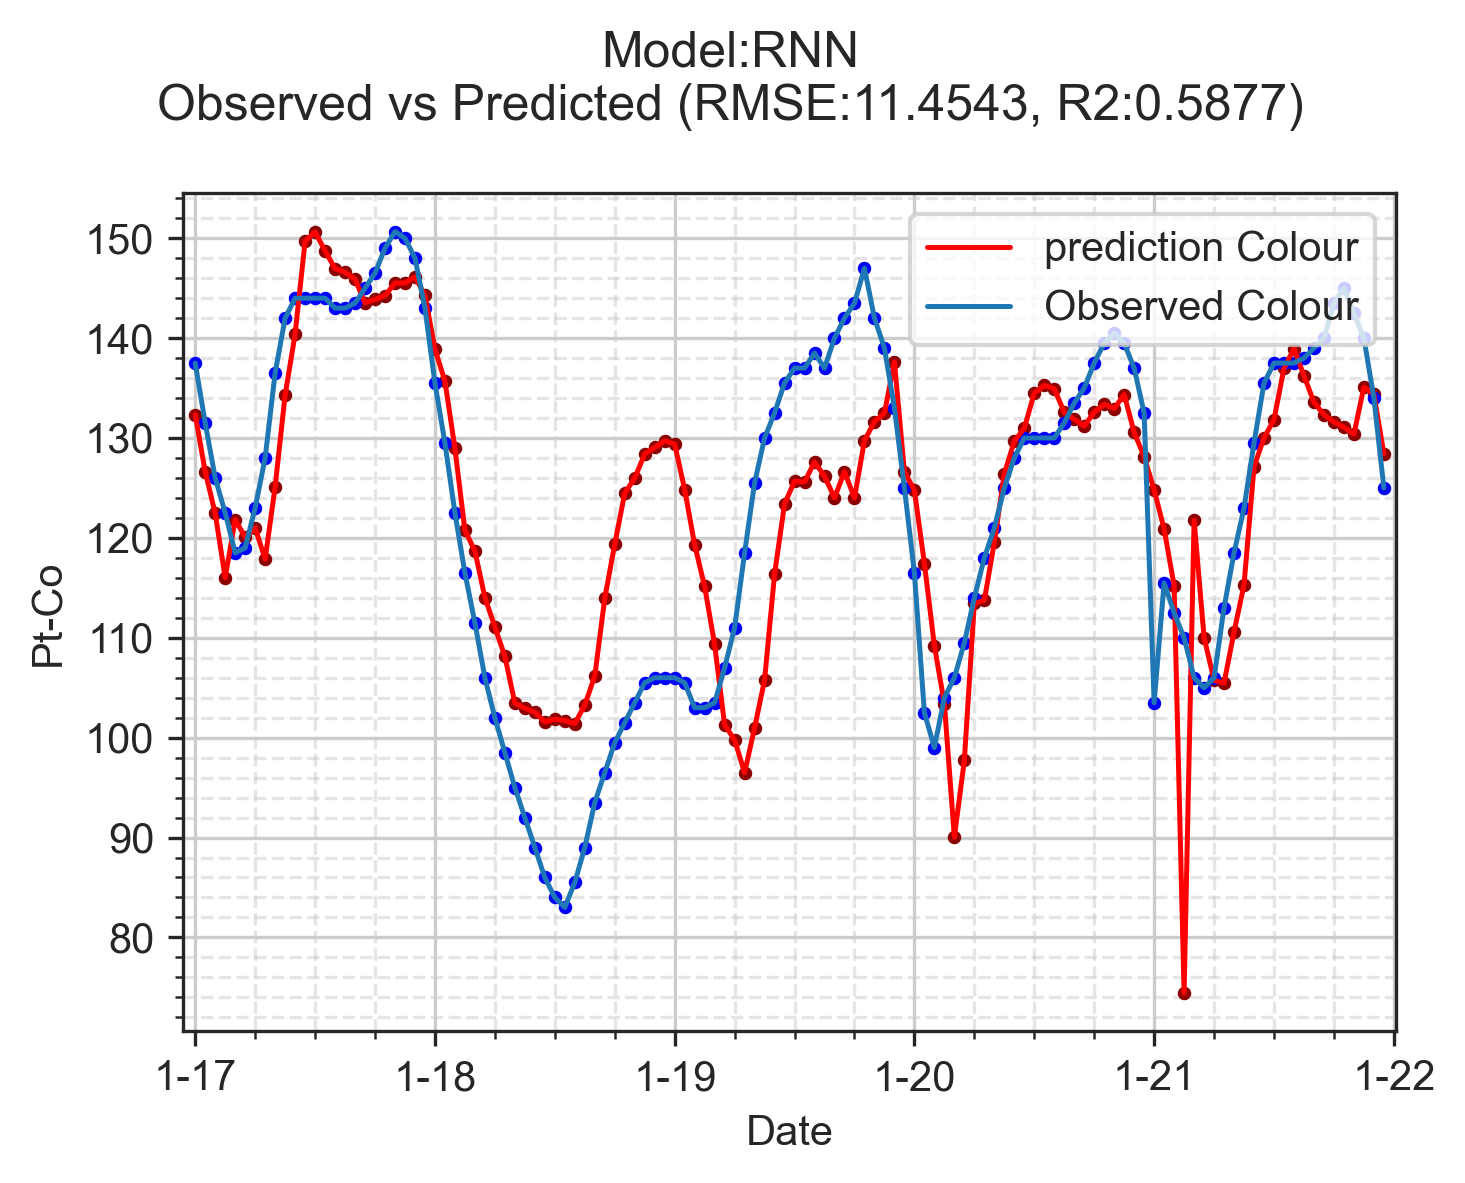 Model:RNN
Observed vs Predicted (RMSE:11.4543, R2:0.5877)
prediction Colour
Observed Colour
150
140
130
120
110
100
90
80
Pt-Co
1-17 1-18 1-19 1-20 1-21 1-22
Date